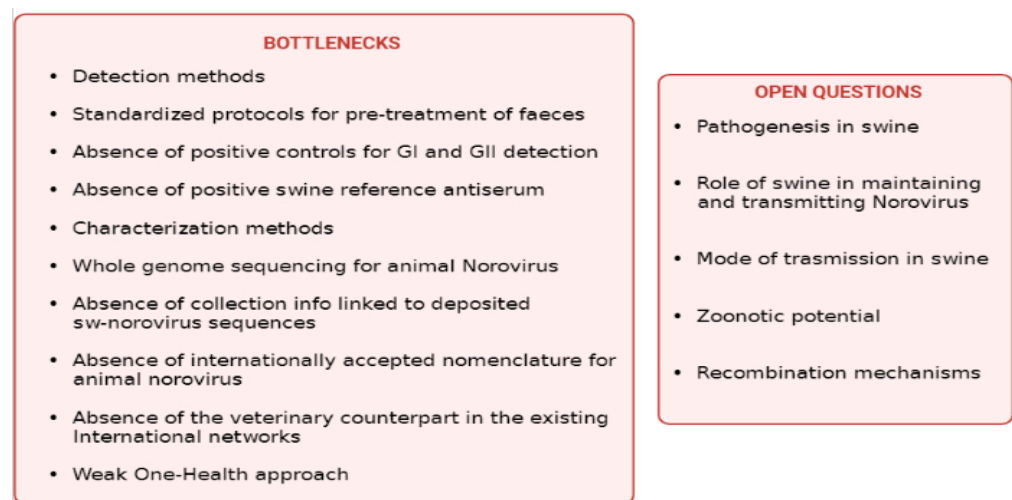 BOTTLENECKS
• Detection methods
• Standardized protocols for pre-treatment of faeces
• Absence of positive controls for GI and GII detection
• Absence of positive swine reference antiserum
• Characterization methods
• Whole genome sequencing for animal Norovirus
• Absence of collection info linked to deposited
sw-norovirus sequences
• Absence of internationally accepted nomenclature for
animal norovirus
• Absence of the veterinary counterpart in the existing
International networks
• Weak One-Health approach
OPEN QUESTIONS
• Pathogenesis in swine
• Role of swine in maintaining
and transmitting Norovirus
• Mode of trasmission in swine
• Zoonotic potential
• Recombination mechanisms